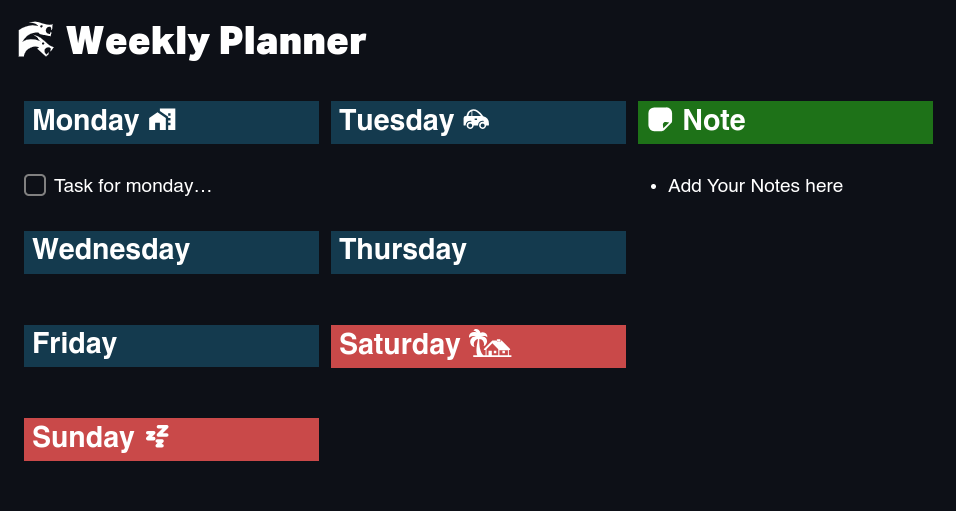 Weekly Planner
Monday
Tuesday
Note
Task for monday…
Add Your Notes here
Wednesday
Thursday
Friday
Saturday
Sunday